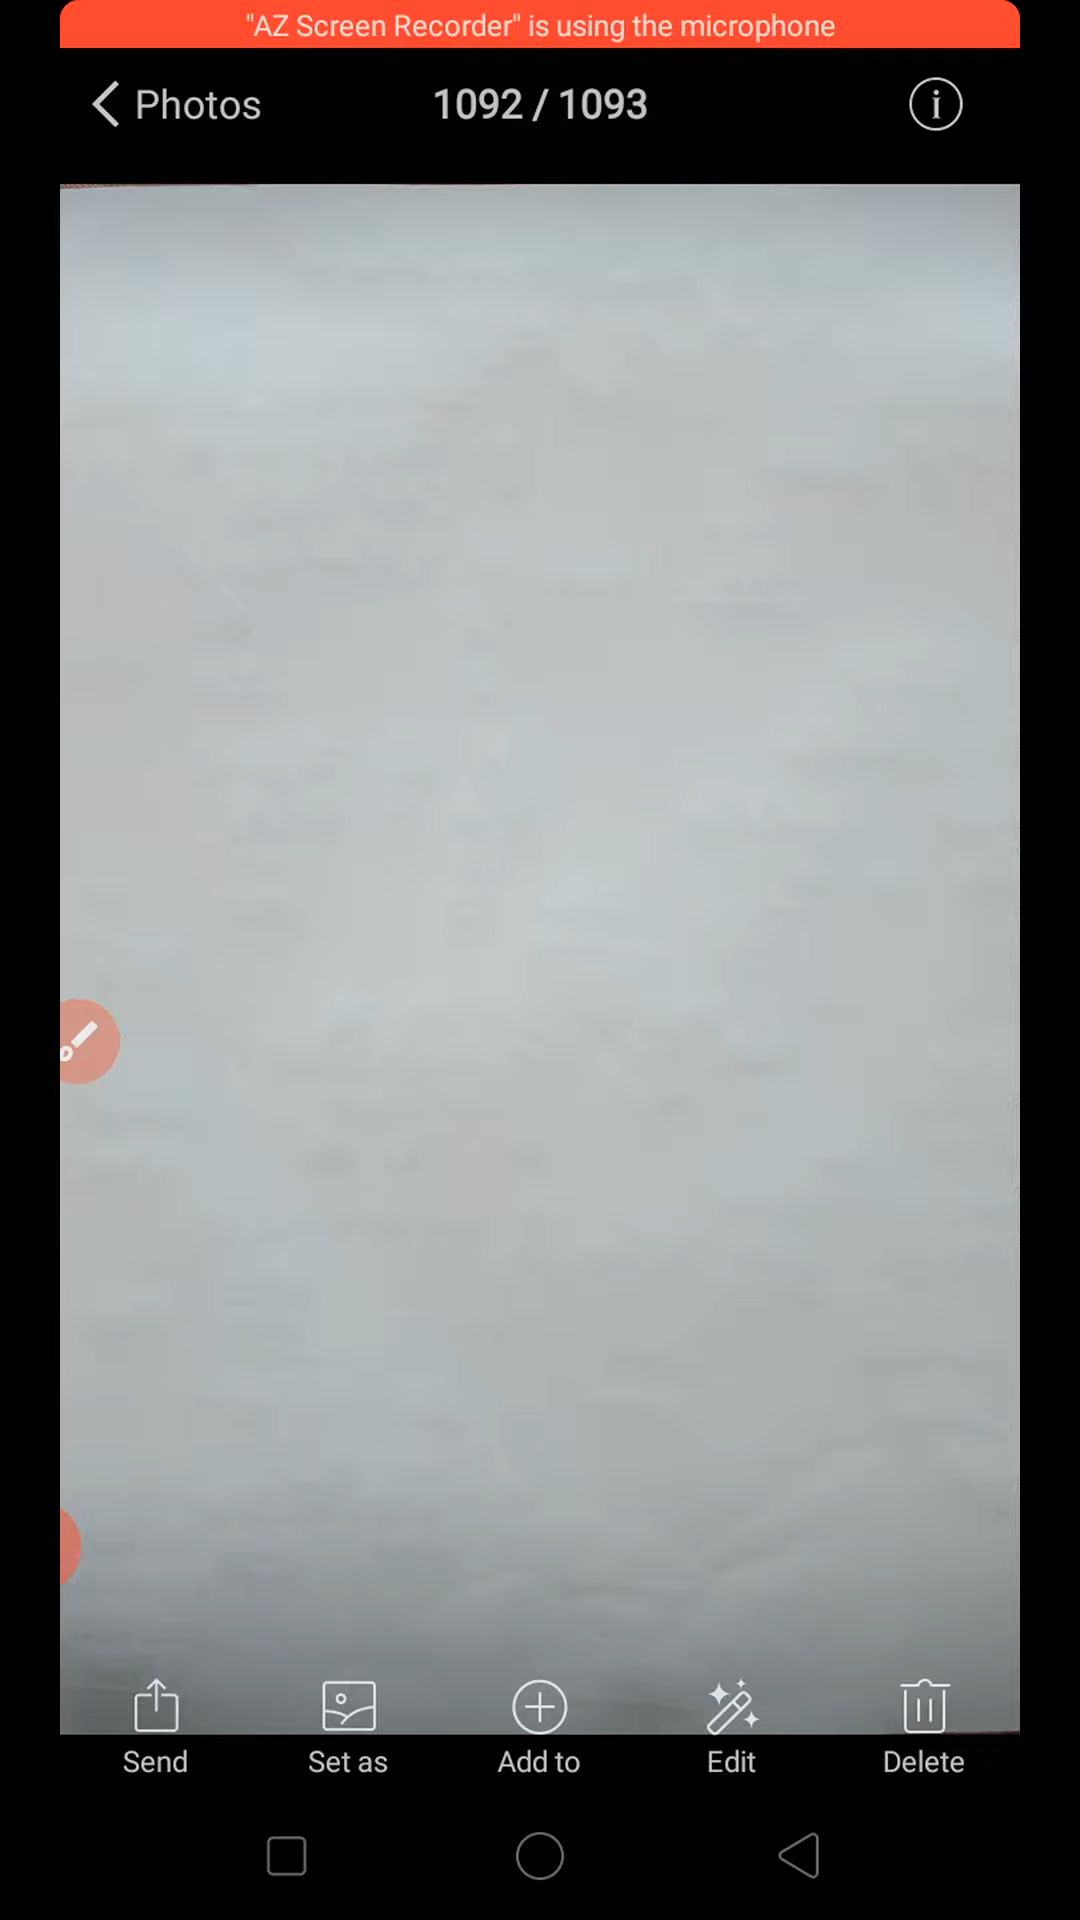 "AZ Screen Recorder" is using the microphone
Photos
1092 / 1093
Send
Set as
Add to
Edit
Delete